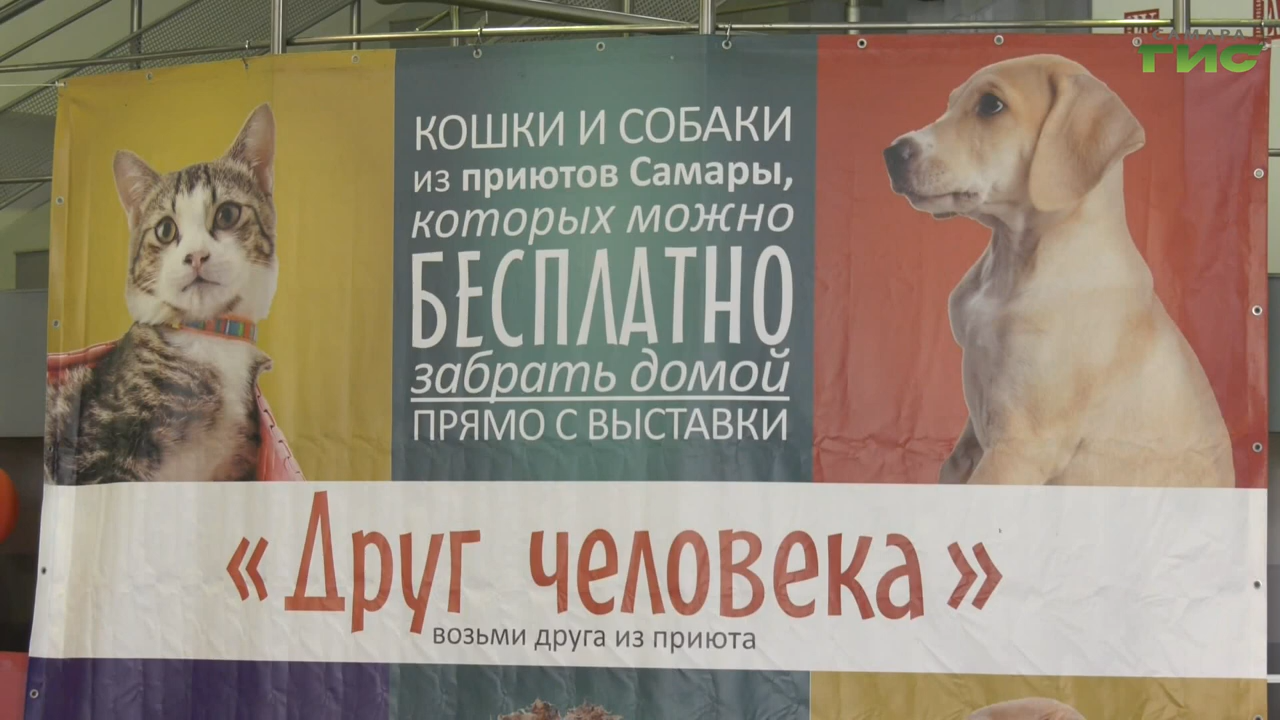 САМАРА
ГИС
КОШКИ И СОБАКИ
из приютов Самары,
которых можно
БЕСПЛАТНО
забрать домой
ПРЯМО С ВЫСТАВКИ
«Друг человека»
возьми друга из приюта